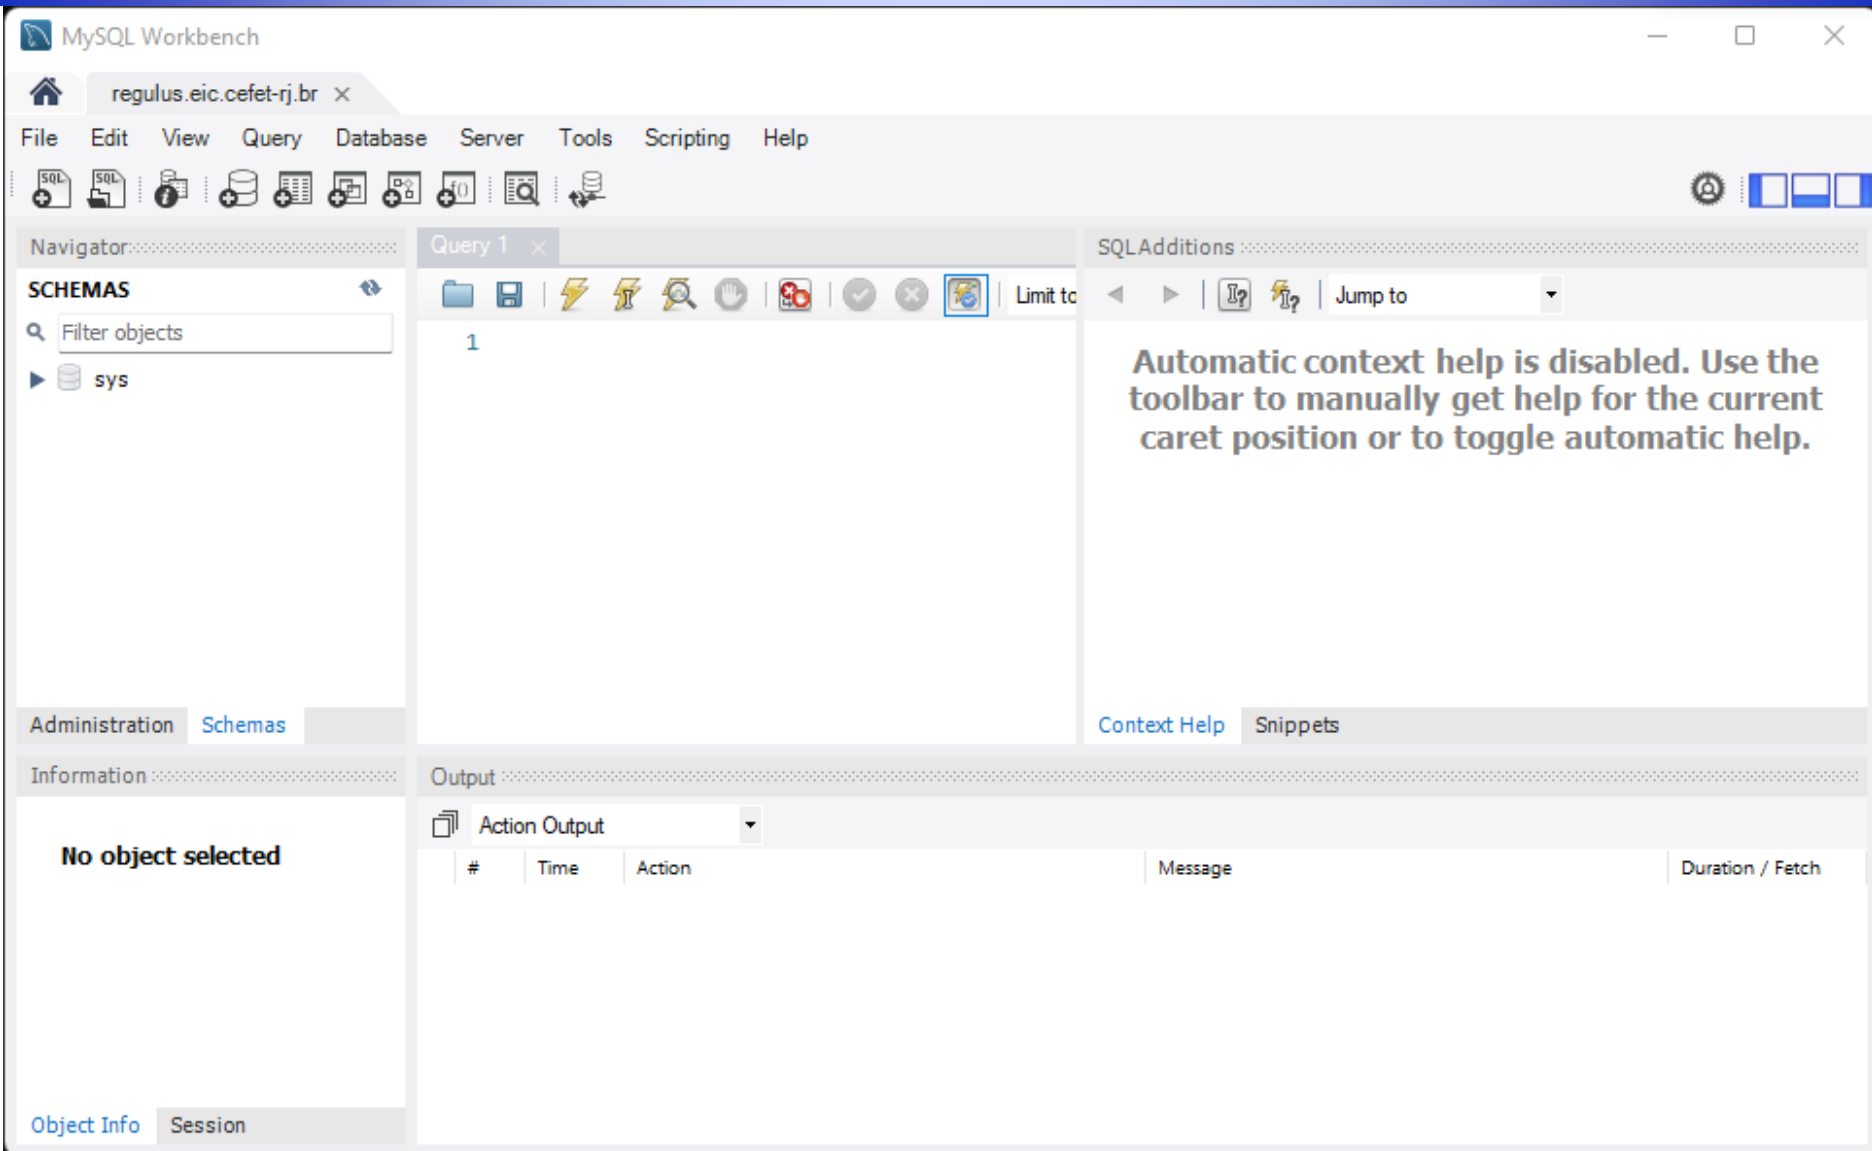 MySQL Workbench
regulus.eic.cefet-rj.br
File Edit View Query Database Server Tools Scripting Help
Navigator
SCHEMAS
Filter objects
sys
Administration Schemas
Query 1
Limit to
1
SQLAdditions
Jump to
Automatic context help is disabled. Use the
toolbar to manually get help for the current
caret position or to toggle automatic help.
Context Help Snippets
Information
No object selected
Object Info Session
Output
Action Output
# Time Action Message Duration / Fetch